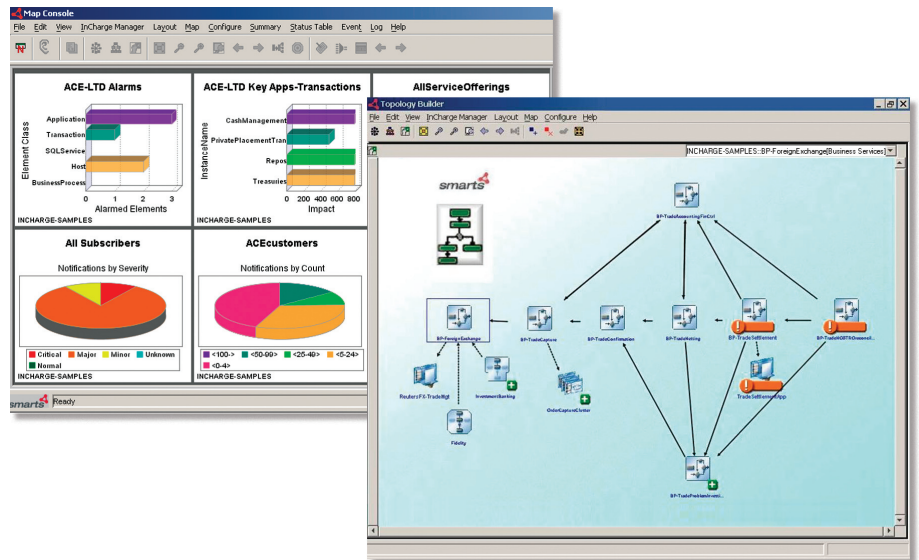 Map Console
File Edit View InCharge Manager Layout Map Configure Summary Status Table Event Log Help
ACE-LTD Alarms
Element Class
Application
Transaction
SQLService
Host
BusinessProcess
0 1 2 3
Alarmed Elements
INCHARGE-SAMPLES
ACE-LTD Key Apps-Transactions
InstanceName
CashManagement
PrivatePlacementTran
Repos
Treasuries
0 200 400 600 800
Impact
INCHARGE-SAMPLES
AllServiceOfferings
All Subscribers
Notifications by Severity
Critical Major Minor Unknown
Normal
INCHARGE-SAMPLES
ACEcustomers
Notifications by Count
<100-> <50-99> <25-49> <5-24>
<0-4>
INCHARGE-SAMPLES
smarts Ready
Topology Builder
File Edit View InCharge Manager Layout Map Configure Help
INCHARGE-SAMPLES::BP-ForeignExchange[Business Services]
smarts
BP-TradeAccountingFinCtrl
BP-ForeignExchange
BP-TradeCapture
BP-TradeConfirmation
BP-TradeNetting
BP-TradeSettlement
Reuters FX-TradeMgt
InvestmentBanking
OrderCaptureCluster
TradeSettlementApp
Fidelity